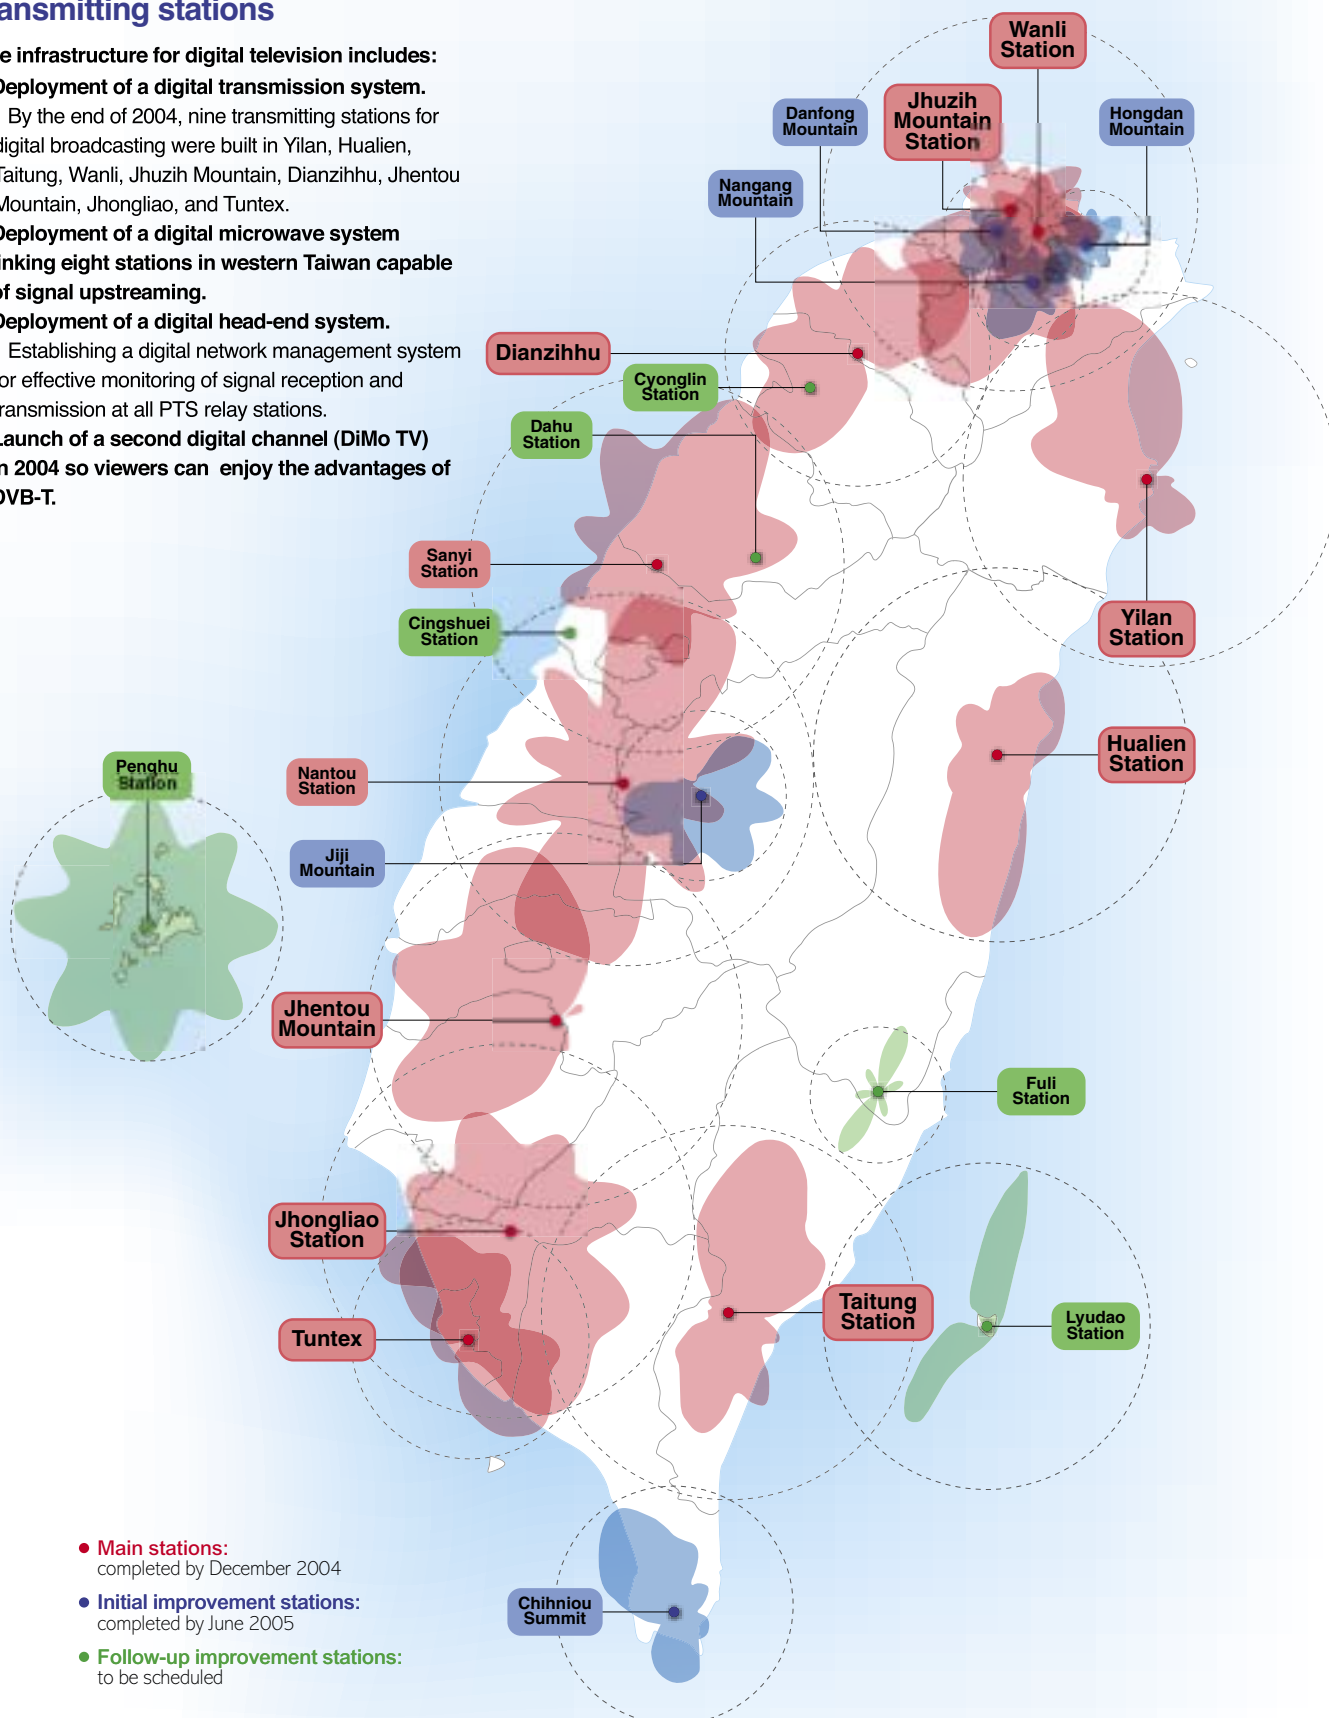 ansmitting stations
e infrastructure for digital television includes:
Deployment of a digital transmission system.
By the end of 2004, nine transmitting stations for
digital broadcasting were built in Yilan, Hualien,
Taitung, Wanli, Jhuzih Mountain, Dianzihhu, Jhentou
Mountain, Jhongliao, and Tuntex.
Deployment of a digital microwave system
inking eight stations in western Taiwan capable
of signal upstreaming.
Deployment of a digital head-end system.
Establishing a digital network management system
or effective monitoring of signal reception and
transmission at all PTS relay stations.
Launch of a second digital channel (DiMo TV)
n 2004 so viewers can enjoy the advantages of
DVB-T.
Wanli
Station
Jhuzih
Mountain
Station
Danfong
Mountain
Hongdan
Mountain
Nangang
Mountain
Dianzihhu
Cyonglin
Station
Dahu
Station
Sanyi
Station
Cingshuei
Station
Yilan
Station
Hualien
Station
Penghu
Station
Nantou
Station
Jiji
Mountain
Jhentou
Mountain
Fuli
Station
Jhongliao
Station
Taitung
Station
Lyudao
Station
Tuntex
Chihniou
Summit
Main stations:
completed by December 2004
Initial improvement stations:
completed by June 2005
Follow-up improvement stations:
to be scheduled